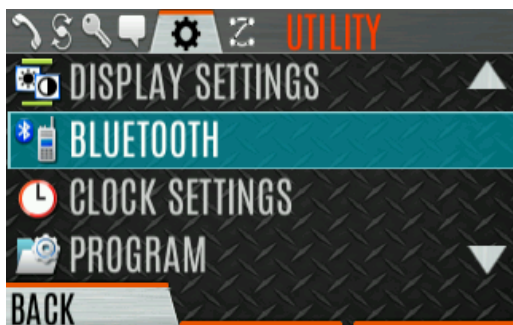 UTILITY
DISPLAY SETTINGS
BLUETOOTH
CLOCK SETTINGS
PROGRAM
BACK